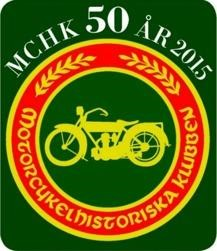 MCHK 50 ÅR 2015
MOTORCYKELHISTORISKA KLUBBEN